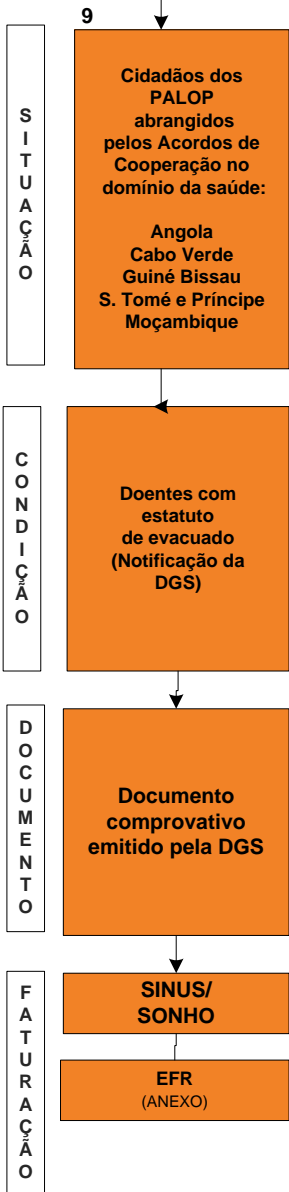 9
SITUAÇÃO
Cidadãos dos
PALOP
abrangidos
pelos Acordos de
Cooperação no
domínio da saúde:
Angola
Cabo Verde
Guiné Bissau
S. Tomé e Príncipe
Moçambique
CONDIÇÃO
Doentes com
estatuto
de evacuado
(Notificação da
DGS)
DOCUMENTO
Documento
comprovativo
emitido pela DGS
FATURAÇÃO
SINUS/
SONHO
EFR
(ANEXO)